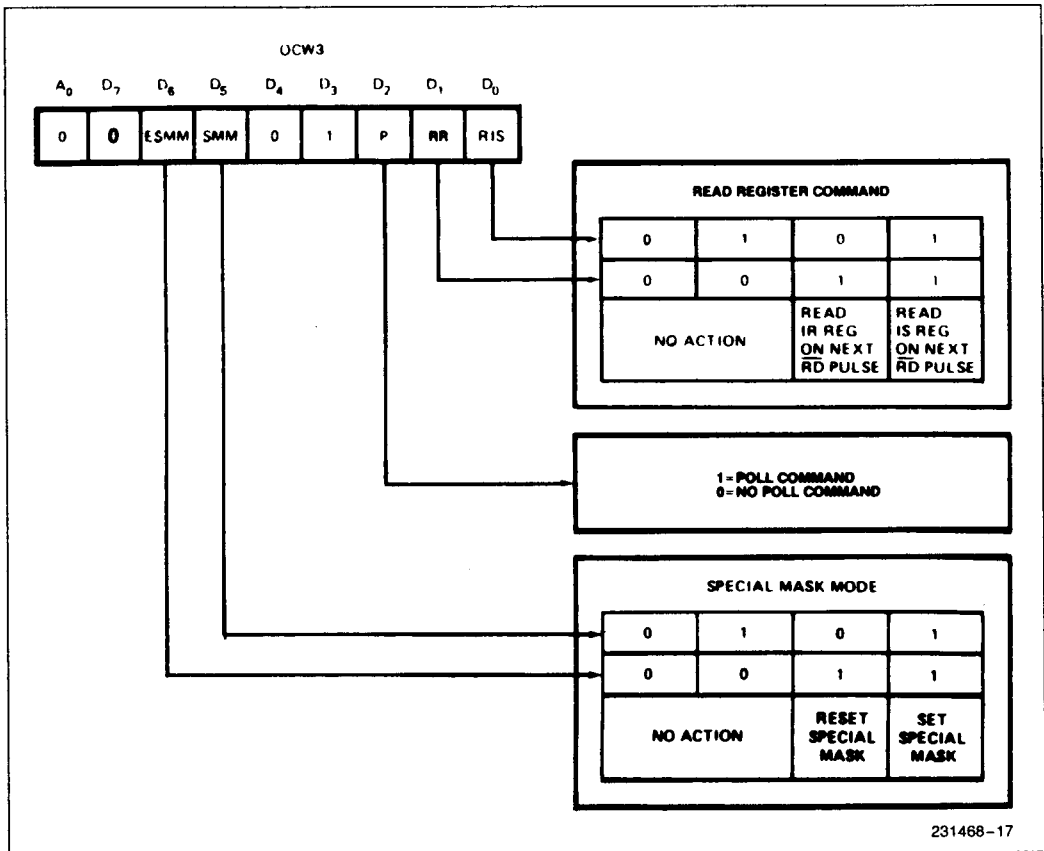 OCW3
A0 D7 D6 D5 D4 D3 D2 D1 D0
0 0 ESMM SMM 0 1 P RR RIS
READ REGISTER COMMAND
0 1 0 1
0 0 1 1
NO ACTION
READ
IR REG
ON NEXT
RD PULSE
READ
IS REG
ON NEXT
RD PULSE
1 = POLL COMMAND
0 = NO POLL COMMAND
SPECIAL MASK MODE
0 1 0 1
0 0 1 1
NO ACTION
RESET
SPECIAL
MASK
SET
SPECIAL
MASK
231468-17